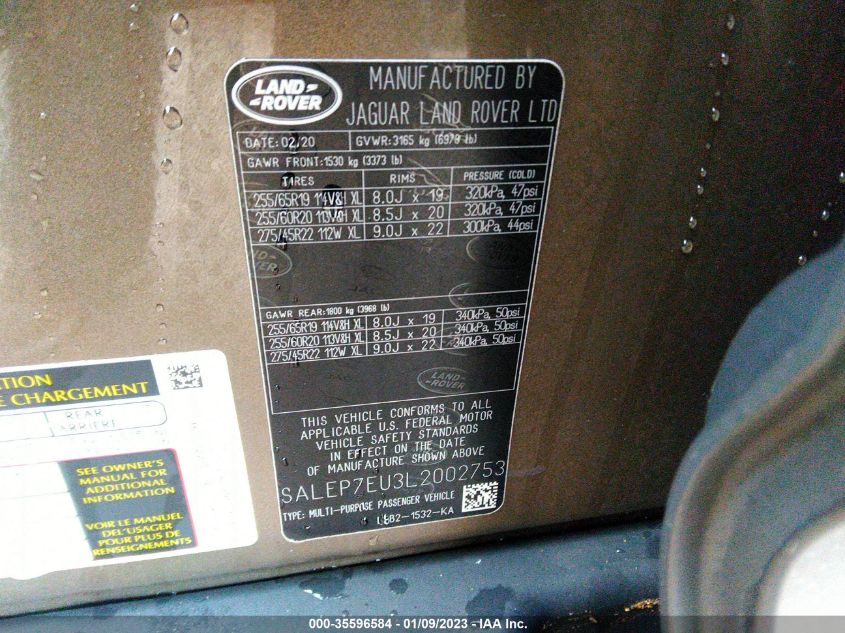 LAND-
-ROVER
MANUFACTURED BY
JAGUAR LAND ROVER LTD
DATE: 02/20 GVWR: 3165 kg (6979 lb)
GAWR FRONT: 1530 kg (3373 lb)
TIRES RIMS PRESSURE (COLD)
255/65R19 114V&H XL 8.0J x 19 320kPa, 47psi
255/60R20 113V&H XL 8.5J x 20 320kPa, 47psi
275/45R22 112W XL 9.0J x 22 300kPa, 44psi
GAWR REAR: 1800 kg (3968 lb)
255/65R19 114V&H XL 8.0J x 19 340kPa, 50psi
255/60R20 113V&H XL 8.5J x 20 340kPa, 50psi
275/45R22 112W XL 9.0J x 22 340kPa, 50psi
LAND-
-ROVER
THIS VEHICLE CONFORMS TO ALL
APPLICABLE U.S. FEDERAL MOTOR
VEHICLE SAFETY STANDARDS
IN EFFECT ON THE DATE
OF MANUFACTURE SHOWN ABOVE
SALEP7EU3L2002753
TYPE: MULTI-PURPOSE PASSENGER VEHICLE
L8B2-1532-KA
CHARGEMENT
REAR
ARRIERE
SEE OWNER'S
MANUAL FOR
ADDITIONAL
INFORMATION
VOIR LE MANUEL
DEL'USAGER
POUR PLUS DE
RENSEIGNEMENTS
000-35596584 - 01/09/2023 - IAA Inc.